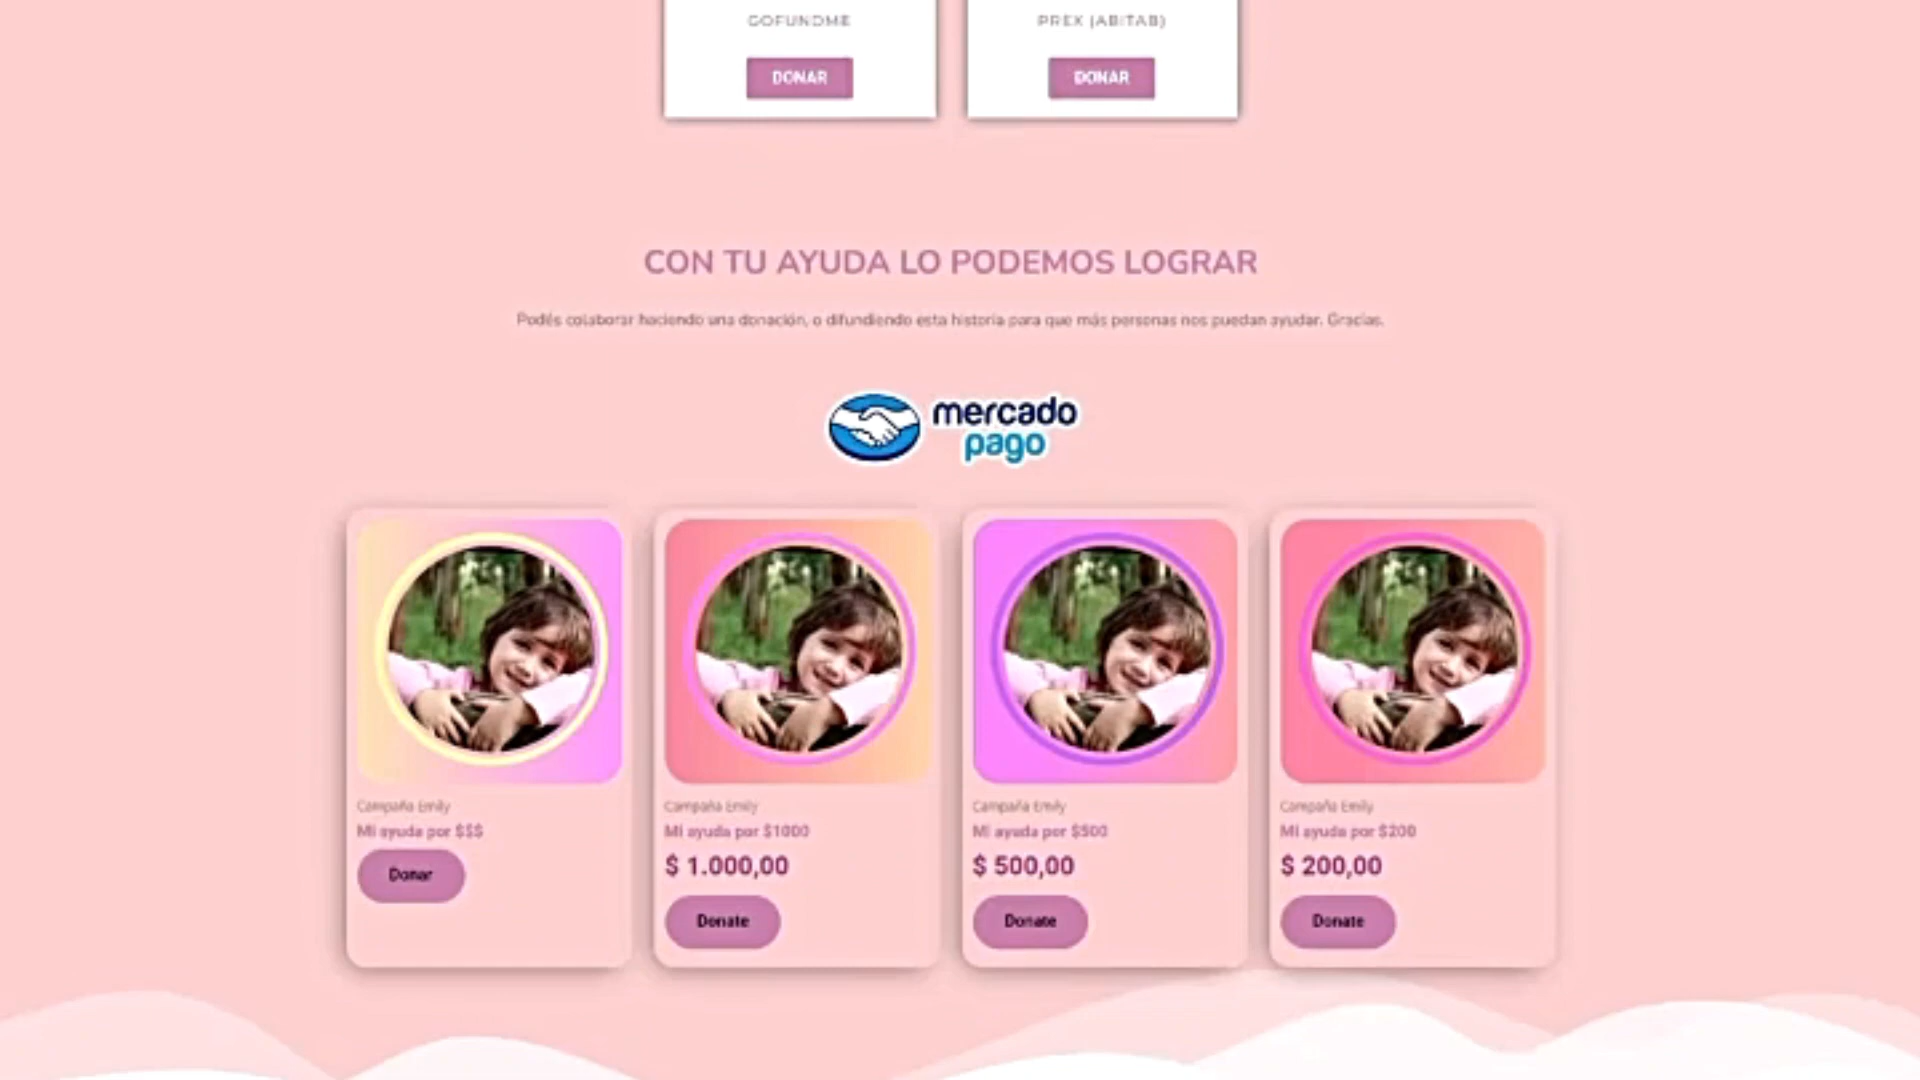 GOFUNDME
PREX (ABITAB)
DONAR
DONAR
CON TU AYUDA LO PODEMOS LOGRAR
Podés colaborar haciendo una donación, o difundiendo esta historia para que más personas nos puedan ayudar. Gracias.
mercado
pago
Campaña Emily
Mi ayuda por $$$
Donar
Campaña Emily
Mi ayuda por $1000
$ 1.000,00
Donate
Campaña Emily
Mi ayuda por $500
$ 500,00
Donate
Campaña Emily
Mi ayuda por $200
$ 200,00
Donate